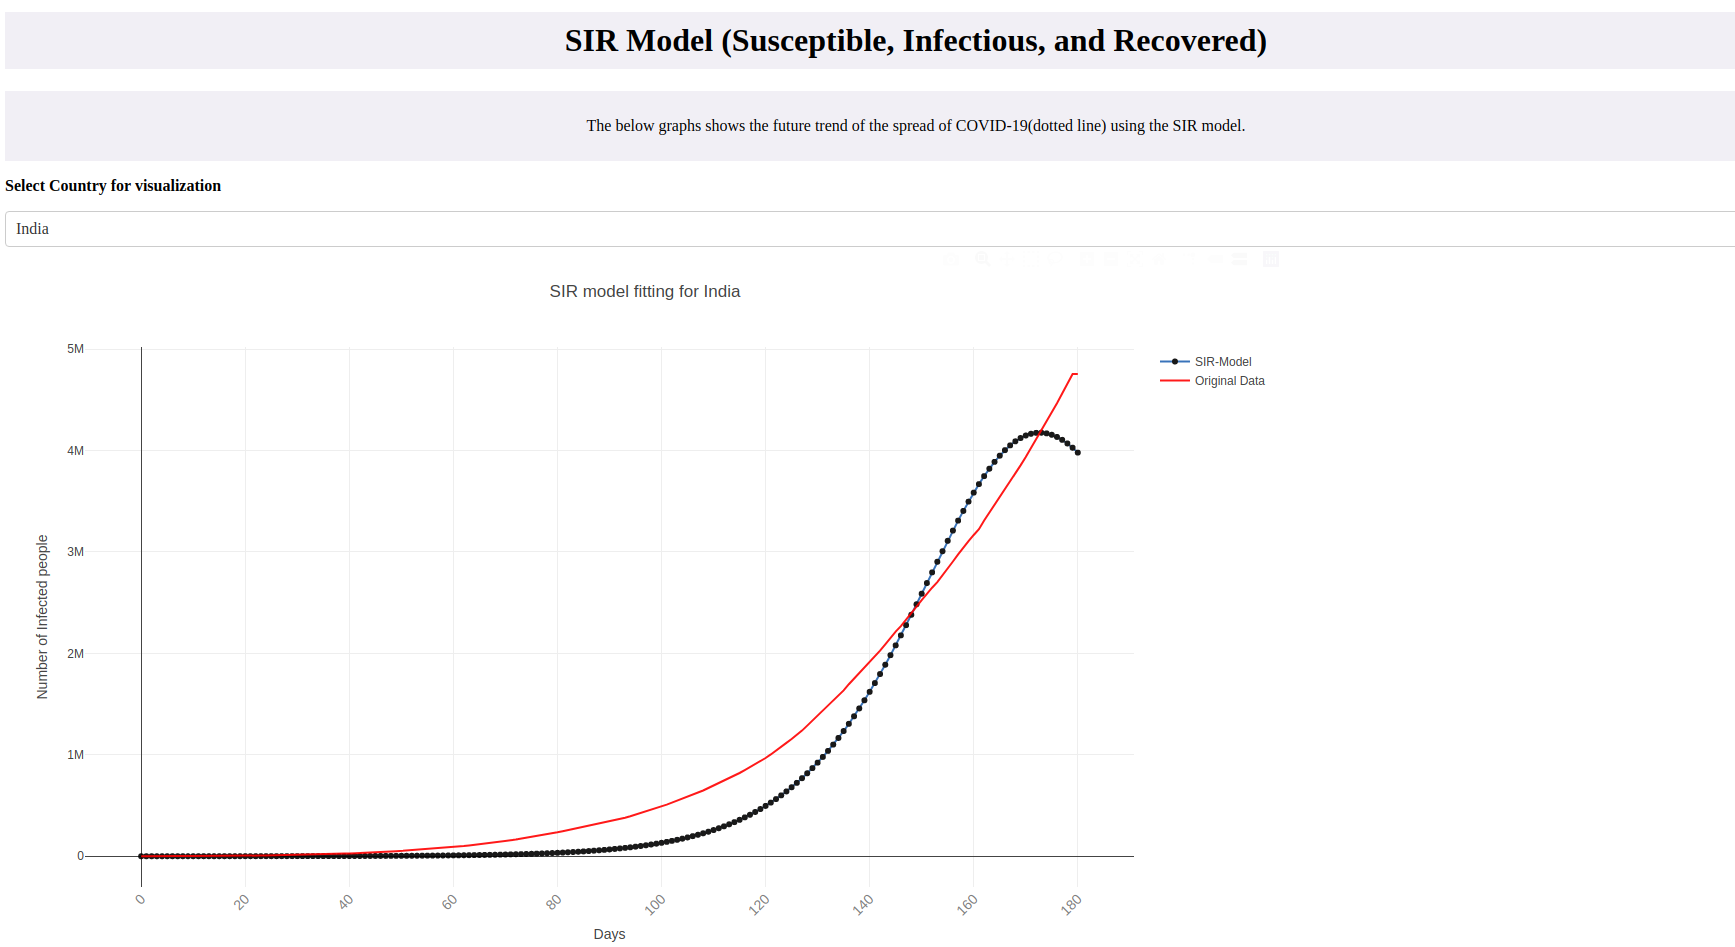 SIR Model (Susceptible, Infectious, and Recovered)
The below graphs shows the future trend of the spread of COVID-19(dotted line) using the SIR model.
Select Country for visualization
India
SIR model fitting for India
5M
4M
3M
2M
1M
0
Number of Infected people
SIR-Model
Original Data
0 20 40 60 80 100 120 140 160 180
Days